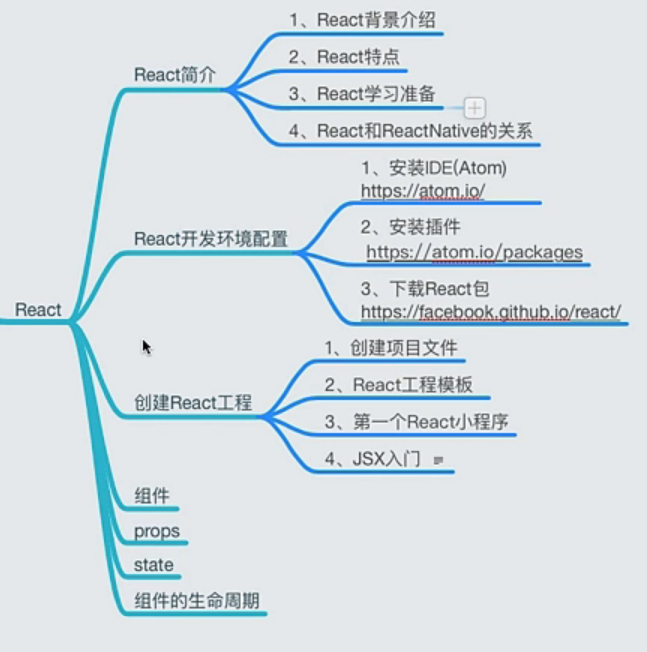 React
React简介
1、React背景介绍
2、React特点
3、React学习准备
4、React和ReactNative的关系
React开发环境配置
1、安装IDE(Atom)
https://atom.io/
2、安装插件
https://atom.io/packages
3、下载React包
https://facebook.github.io/react/
创建React工程
1、创建项目文件
2、React工程模板
3、第一个React小程序
4、JSX入门
组件
props
state
组件的生命周期